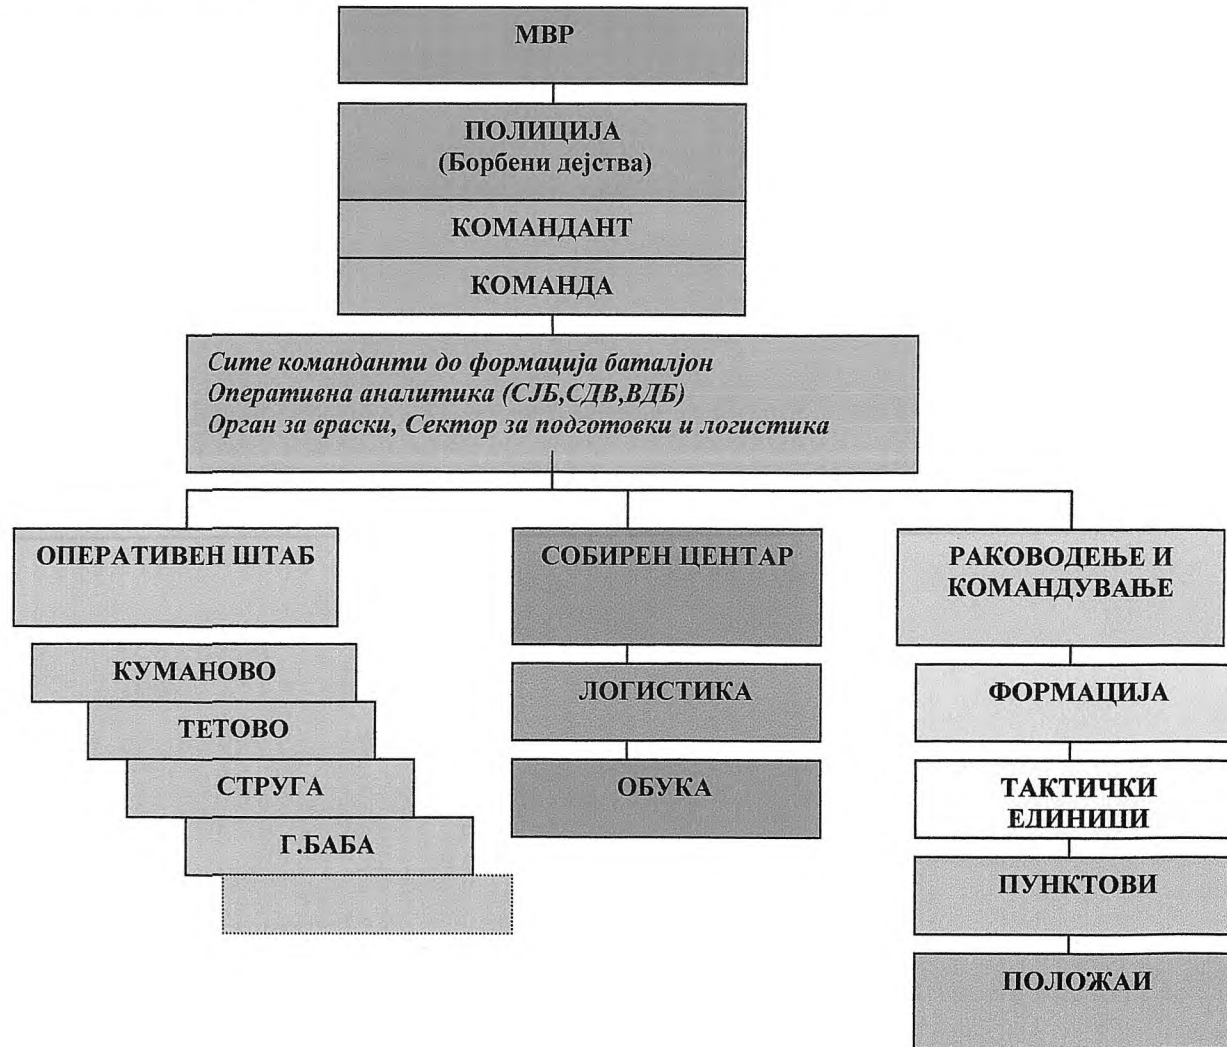 МВР
ПОЛИЦИЈА
(Борбени дејства)
КОМАНДАНТ
КОМАНДА
Сите команданти до формација баталјон
Оперативна аналитика (СЈБ,СДВ,ВДБ)
Орган за враски, Сектор за подготовки и логистика
ОПЕРАТИВЕН ШТАБ
КУМАНОВО
ТЕТОВО
СТРУГА
Г.БАБА
СОБИРЕН ЦЕНТАР
ЛОГИСТИКА
ОБУКА
РАКОВОДЕЊЕ И
КОМАНДУВАЊЕ
ФОРМАЦИЈА
ТАКТИЧКИ
ЕДИНИЦИ
ПУНКТОВИ
ПОЛОЖАИ